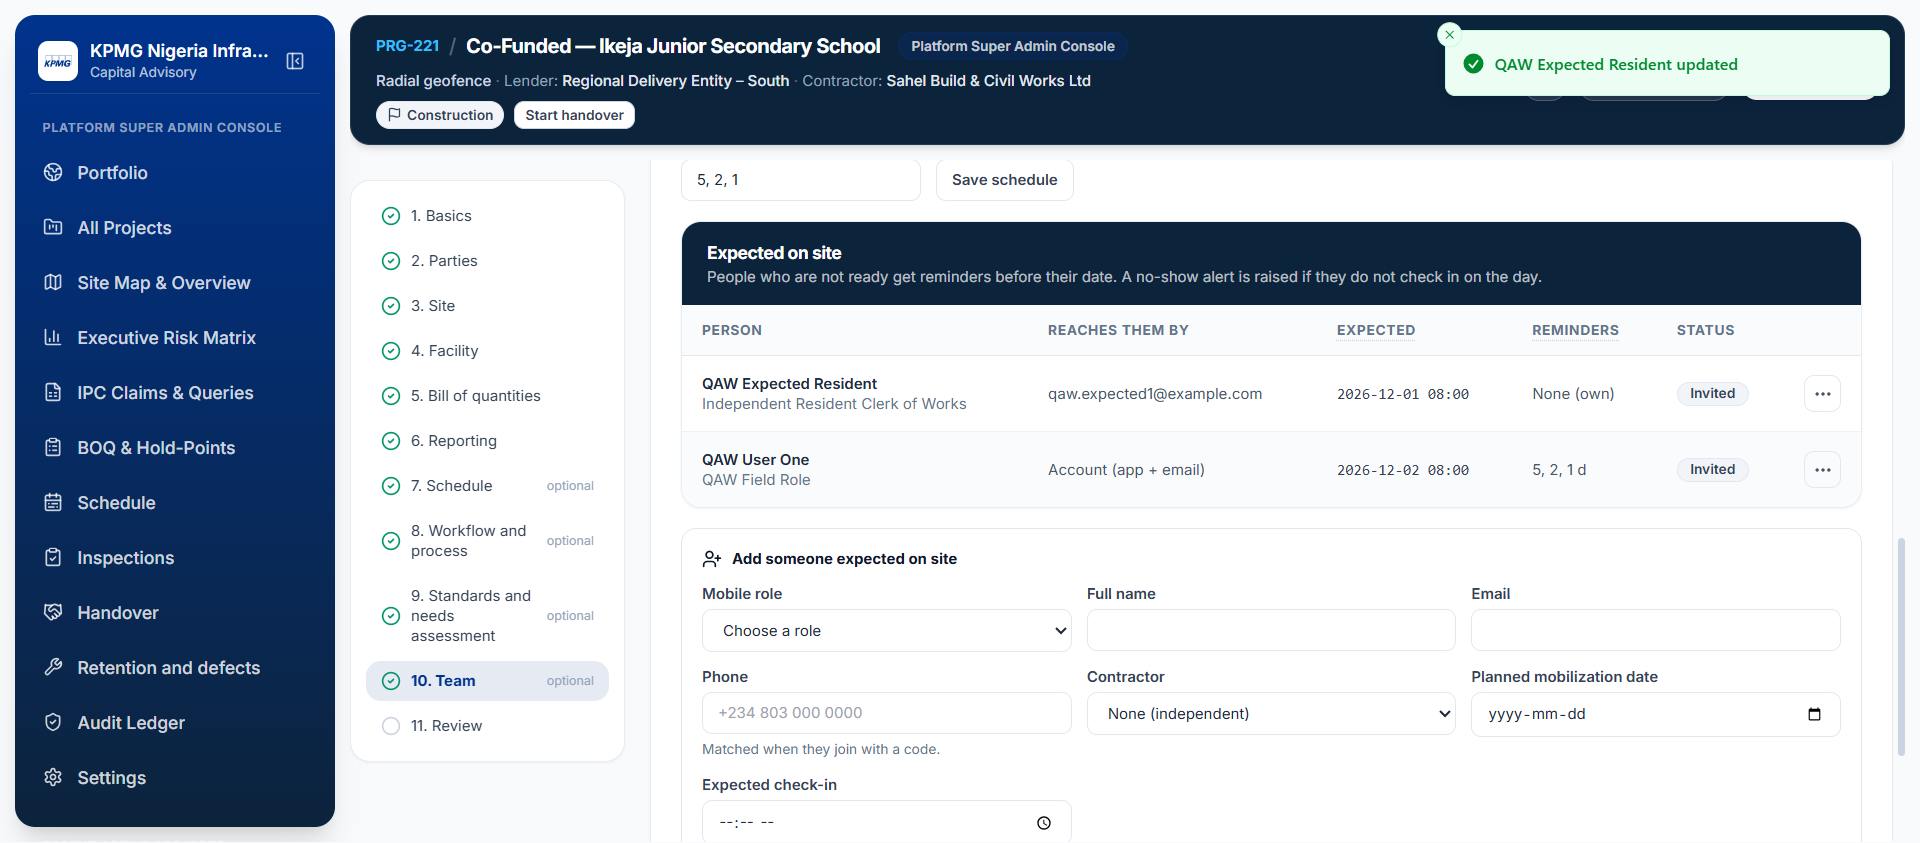 KPMG
KPMG Nigeria Infra...
Capital Advisory
PLATFORM SUPER ADMIN CONSOLE
Portfolio
All Projects
Site Map & Overview
Executive Risk Matrix
IPC Claims & Queries
BOQ & Hold-Points
Schedule
Inspections
Handover
Retention and defects
Audit Ledger
Settings
PRG-221 / Co-Funded — Ikeja Junior Secondary School Platform Super Admin Console
Radial geofence · Lender: Regional Delivery Entity – South · Contractor: Sahel Build & Civil Works Ltd
Construction Start handover
QAW Expected Resident updated
1. Basics
2. Parties
3. Site
4. Facility
5. Bill of quantities
6. Reporting
7. Schedule optional
8. Workflow and process optional
9. Standards and needs assessment optional
10. Team optional
11. Review
5, 2, 1 Save schedule
Expected on site
People who are not ready get reminders before their date. A no-show alert is raised if they do not check in on the day.
PERSON REACHES THEM BY EXPECTED REMINDERS STATUS
QAW Expected Resident
Independent Resident Clerk of Works
qaw.expected1@example.com 2026-12-01 08:00 None (own) Invited
QAW User One
QAW Field Role
Account (app + email) 2026-12-02 08:00 5, 2, 1 d Invited
Add someone expected on site
Mobile role Full name Email
Choose a role
Phone Contractor Planned mobilization date
+234 803 000 0000 None (independent) yyyy-mm-dd
Matched when they join with a code.
Expected check-in
--:-- --